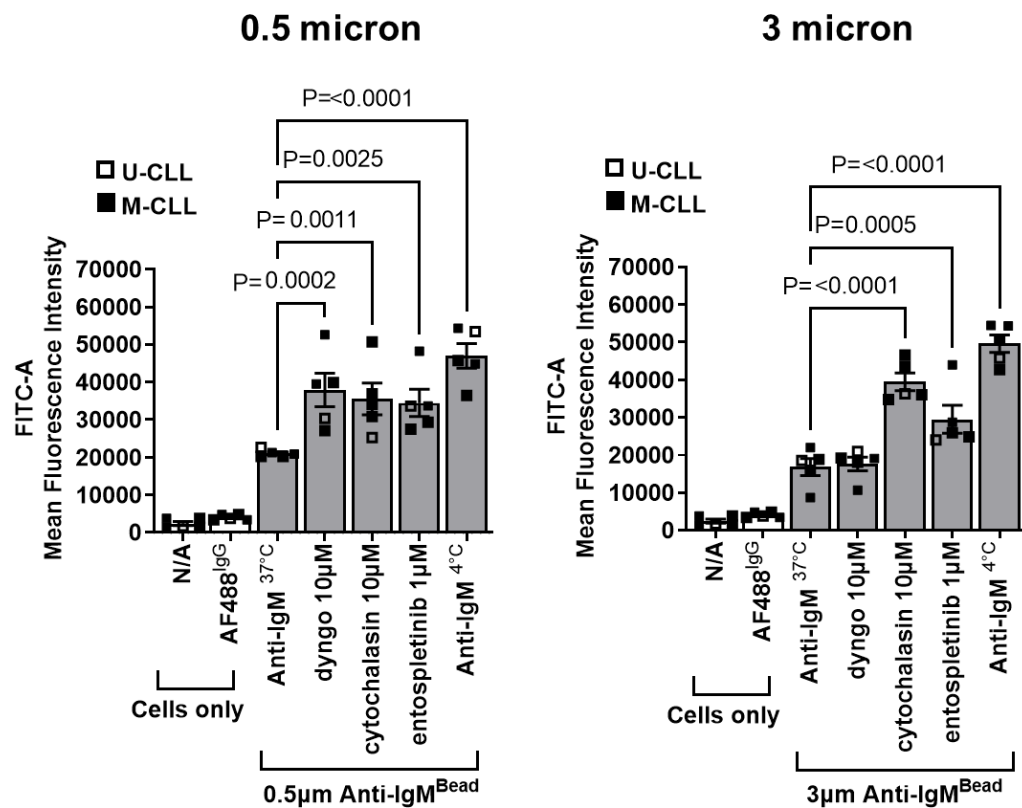 0.5 micron
P=<0.0001
P=0.0025
P= 0.0011
P=0.0002
U-CLL
M-CLL
FITC-A
Mean Fluorescence Intensity
70000
60000
50000
40000
30000
20000
10000
0
N/A
AF488IgG
Anti-IgM 37°C
dyngo 10µM
cytochalasin 10µM
entospletinib 1µM
Anti-IgM 4°C
Cells only
0.5µm Anti-IgMBead
3 micron
P= <0.0001
P=0.0005
P= <0.0001
U-CLL
M-CLL
FITC-A
Mean Fluorescence Intensity
70000
60000
50000
40000
30000
20000
10000
0
N/A
AF488IgG
Anti-IgM 37°C
dyngo 10µM
cytochalasin 10µM
entospletinib 1µM
Anti-IgM 4°C
Cells only
3µm Anti-IgMBead